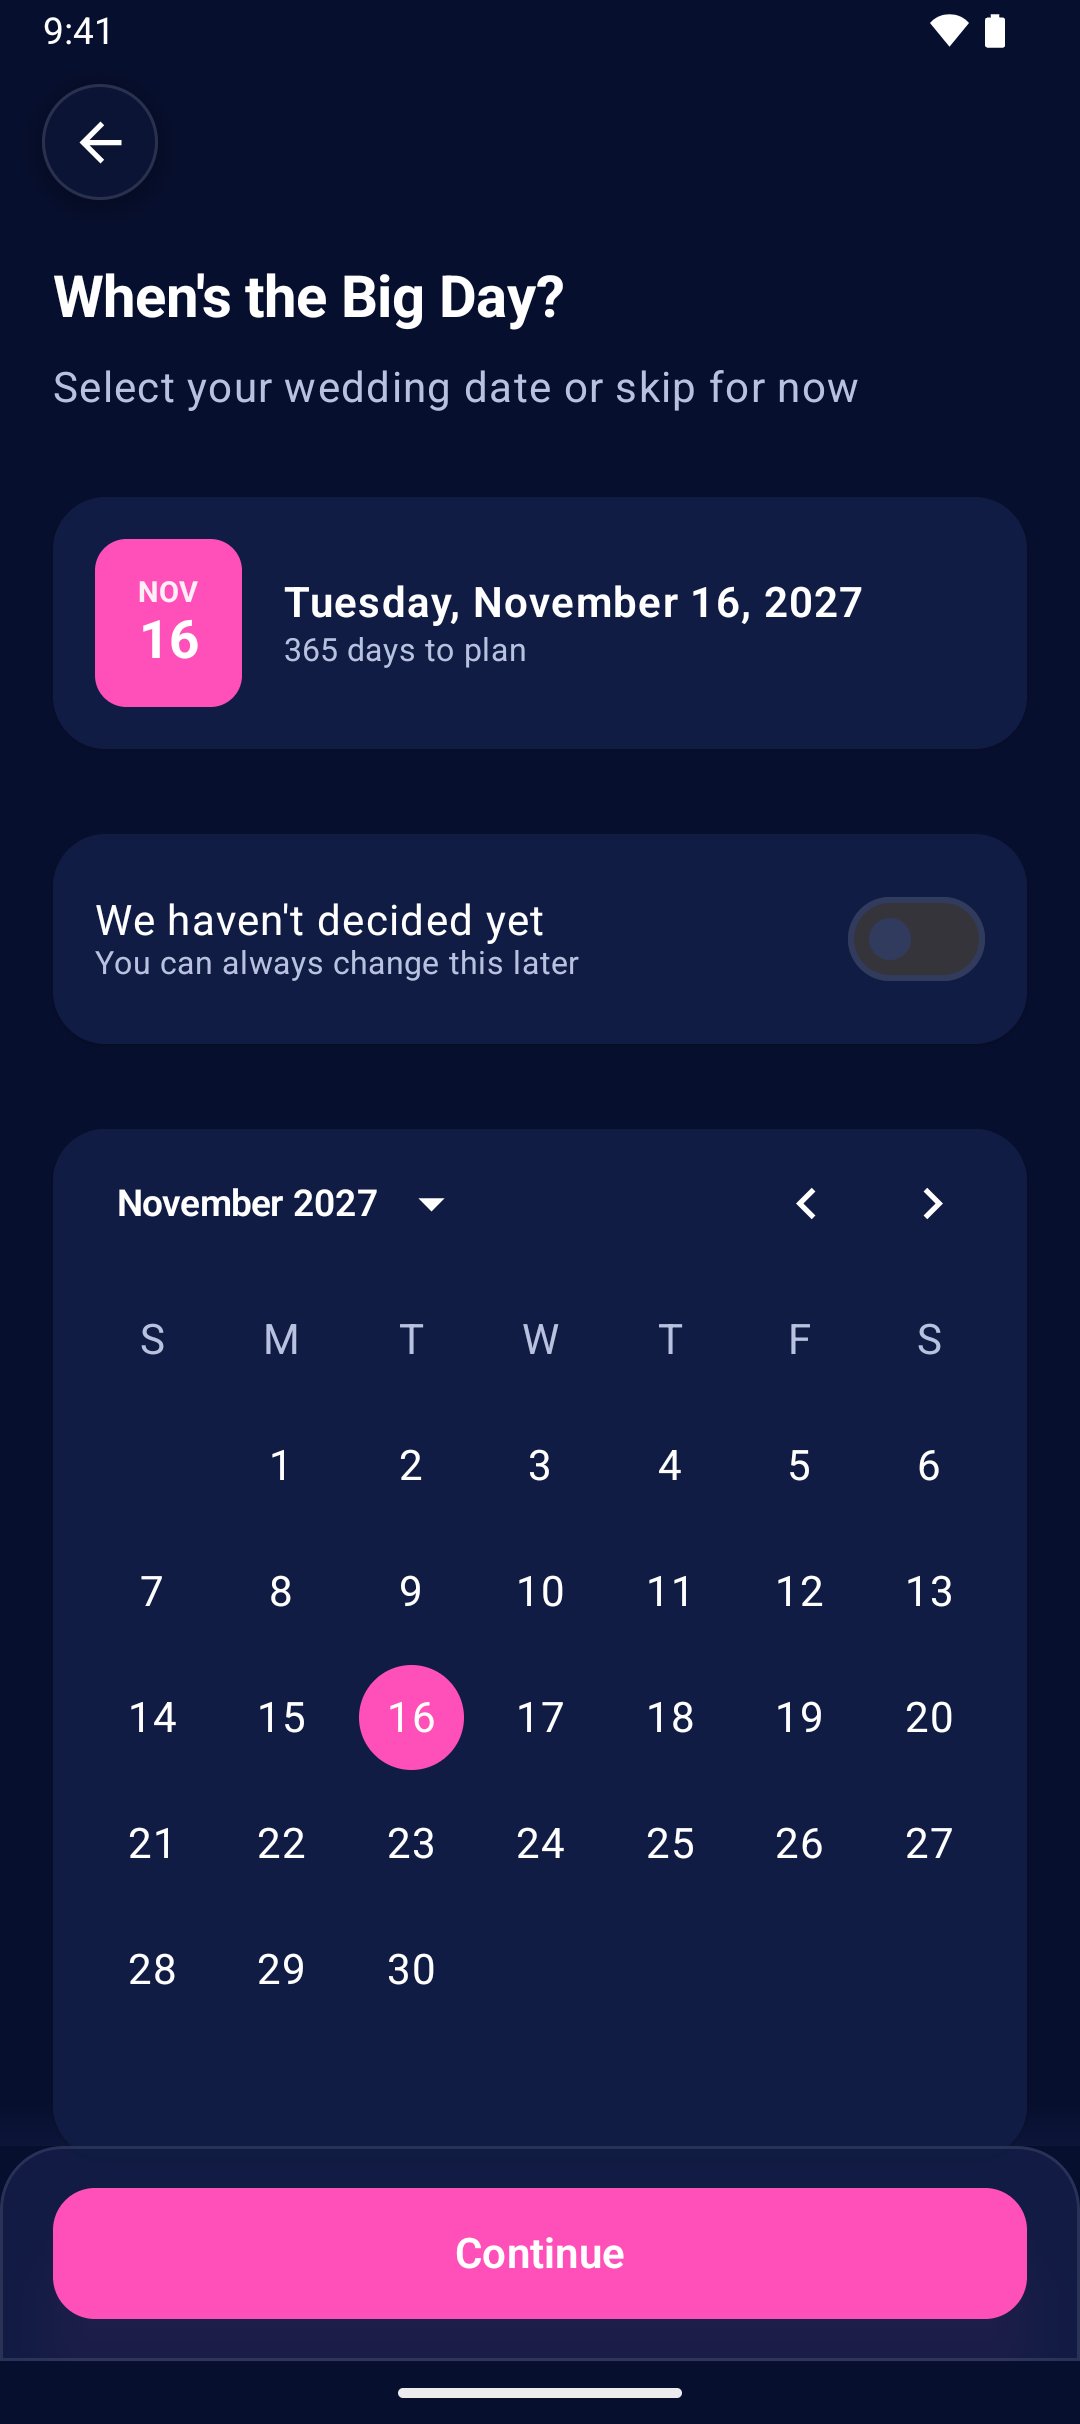 9:41
When's the Big Day?
Select your wedding date or skip for now
NOV
16
Tuesday, November 16, 2027
365 days to plan
We haven't decided yet
You can always change this later
November 2027
S M T W T F S
1 2 3 4 5 6
7 8 9 10 11 12 13
14 15 16 17 18 19 20
21 22 23 24 25 26 27
28 29 30
Continue